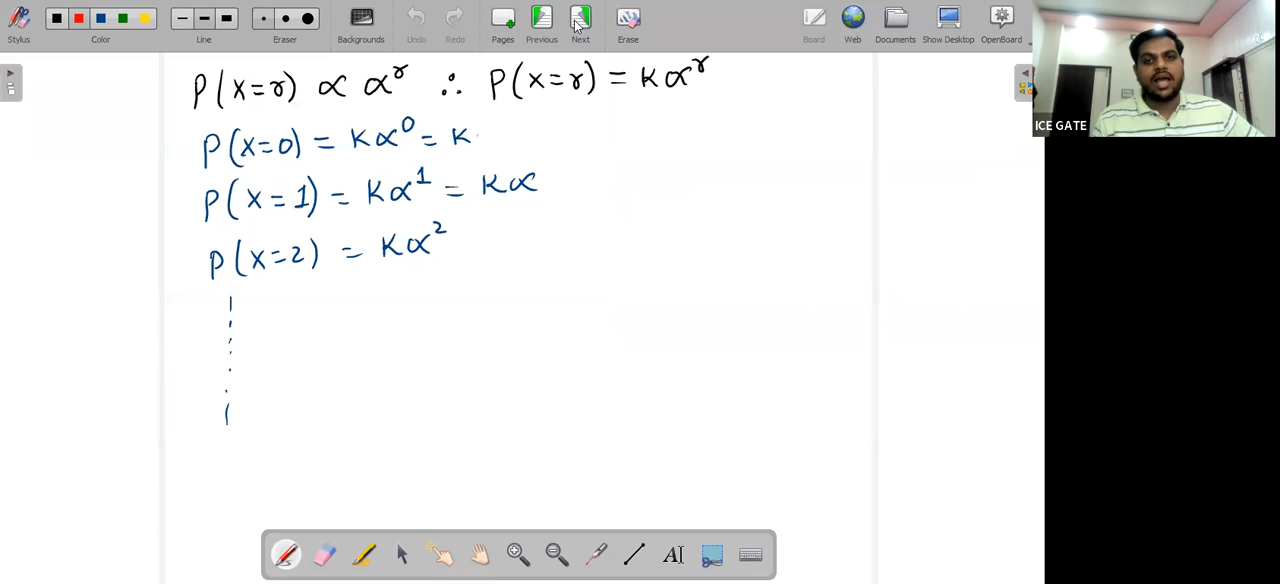 Stylus
Color
Line
Eraser
Backgrounds
Undo
Redo
Pages
Previous
Next
Erase
Board
Web
Documents
Show Desktop
OpenBoard
ICE GATE
P(X=r) ∝ α^r ∴ P(X=r) = Kα^r
P(X=0) = Kα^0 = K
P(X=1) = Kα^1 = Kα
P(X=2) = Kα^2
AI